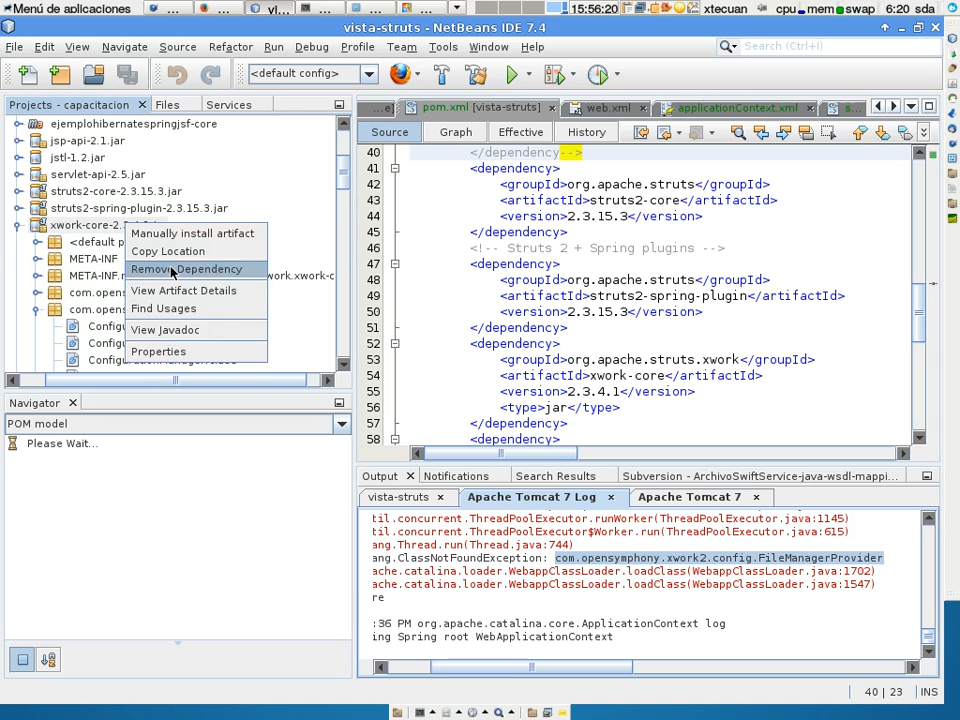 Menú de aplicaciones
vi...
15:56:20
xtecuan
cpu mem swap
6:20 sda
vista-struts - NetBeans IDE 7.4
File Edit View Navigate Source Refactor Run Debug Profile Team Tools Window Help
Search (Ctrl+I)
<default config>
Projects - capacitacion
Files
Services
ejemplohibernatespringjsf-core
jsp-api-2.1.jar
jstl-1.2.jar
servlet-api-2.5.jar
struts2-core-2.3.15.3.jar
struts2-spring-plugin-2.3.15.3.jar
xwork-core-2.
<default p
META-INF
META-INF.
work.xwork-c
com.opens
com.opens
Configu
Configu
Manually install artifact
Copy Location
Remove Dependency
View Artifact Details
Find Usages
View Javadoc
Properties
Navigator
POM model
Please Wait...
...e]
pom.xml [vista-struts]
web.xml
applicationContext.xml
s...
Source Graph Effective History
40 </dependency-->
41 <dependency>
42 <groupId>org.apache.struts</groupId>
43 <artifactId>struts2-core</artifactId>
44 <version>2.3.15.3</version>
45 </dependency>
46 <!-- Struts 2 + Spring plugins -->
47 <dependency>
48 <groupId>org.apache.struts</groupId>
49 <artifactId>struts2-spring-plugin</artifactId>
50 <version>2.3.15.3</version>
51 </dependency>
52 <dependency>
53 <groupId>org.apache.struts.xwork</groupId>
54 <artifactId>xwork-core</artifactId>
55 <version>2.3.4.1</version>
56 <type>jar</type>
57 </dependency>
58 <dependency>
Output
Notifications
Search Results
Subversion - ArchivoSwiftService-java-wsdl-mappi...
vista-struts
Apache Tomcat 7 Log
Apache Tomcat 7
til.concurrent.ThreadPoolExecutor.runWorker(ThreadPoolExecutor.java:1145)
til.concurrent.ThreadPoolExecutor$Worker.run(ThreadPoolExecutor.java:615)
ang.Thread.run(Thread.java:744)
ang.ClassNotFoundException: com.opensymphony.xwork2.config.FileManagerProvider
ache.catalina.loader.WebappClassLoader.loadClass(WebappClassLoader.java:1702)
ache.catalina.loader.WebappClassLoader.loadClass(WebappClassLoader.java:1547)
re
:36 PM org.apache.catalina.core.ApplicationContext log
ing Spring root WebApplicationContext
40 | 23
INS